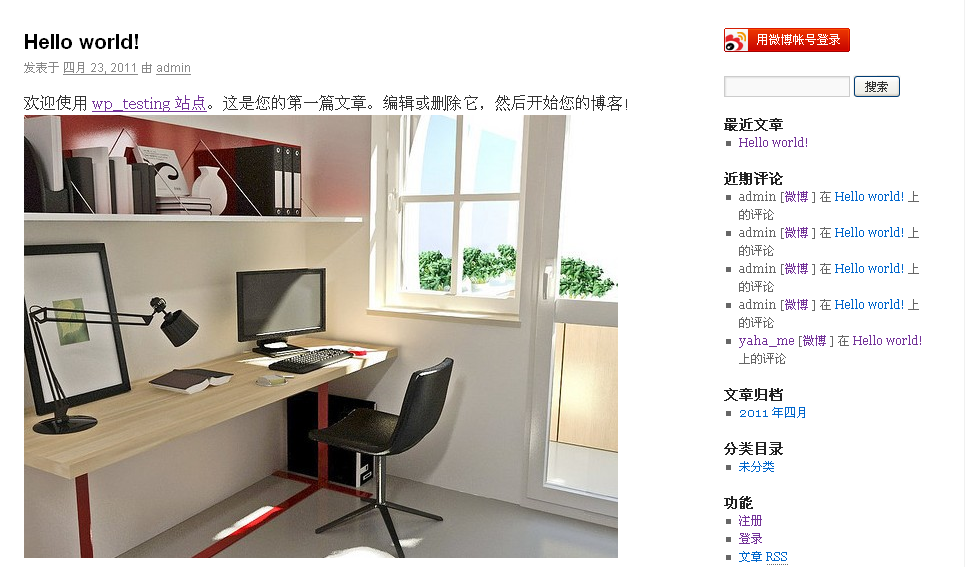 Hello world!
发表于 四月 23, 2011 由 admin
欢迎使用 wp_testing 站点。这是您的第一篇文章。编辑或删除它，然后开始您的博客！
用微博帐号登录
搜索
最近文章
Hello world!
近期评论
admin [微博 ] 在 Hello world! 上
的评论
admin [微博 ] 在 Hello world! 上
的评论
admin [微博 ] 在 Hello world! 上
的评论
admin [微博 ] 在 Hello world! 上
的评论
yaha_me [微博 ] 在 Hello world!
上的评论
文章归档
2011 年四月
分类目录
未分类
功能
注册
登录
文章 RSS